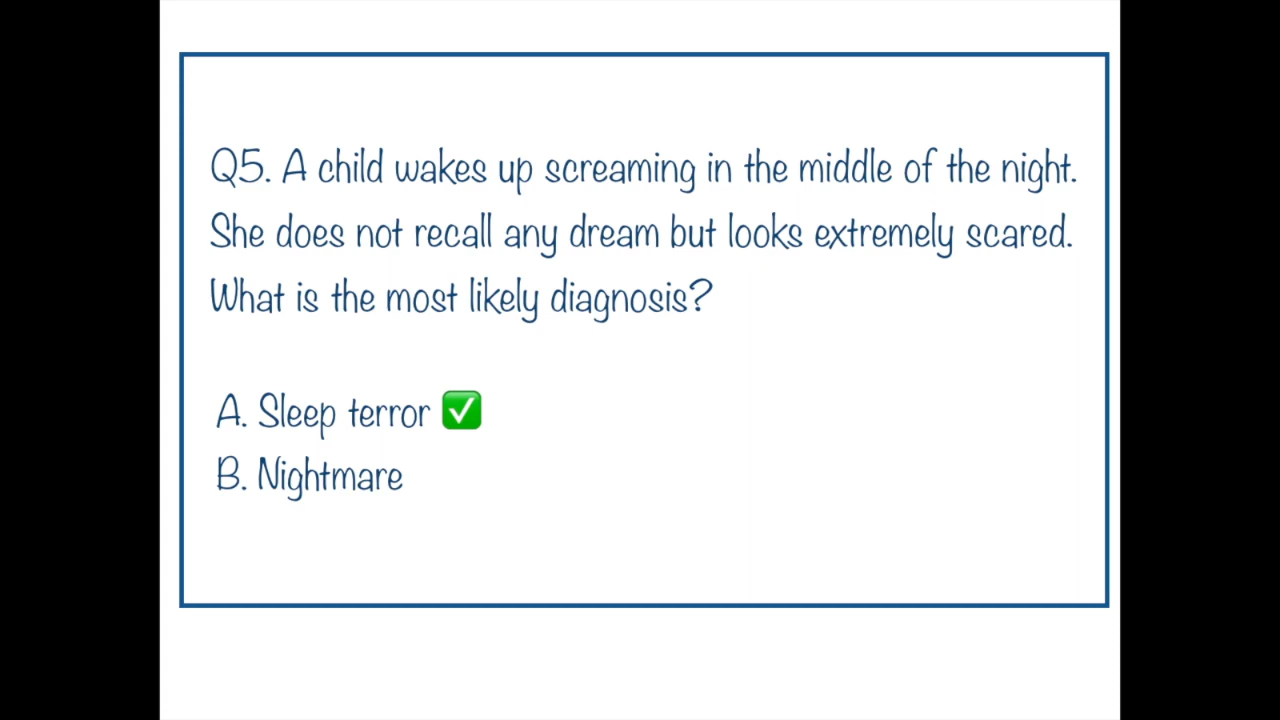 Q5. A child wakes up screaming in the middle of the night.
She does not recall any dream but looks extremely scared.
What is the most likely diagnosis?
A. Sleep terror ✅
B. Nightmare